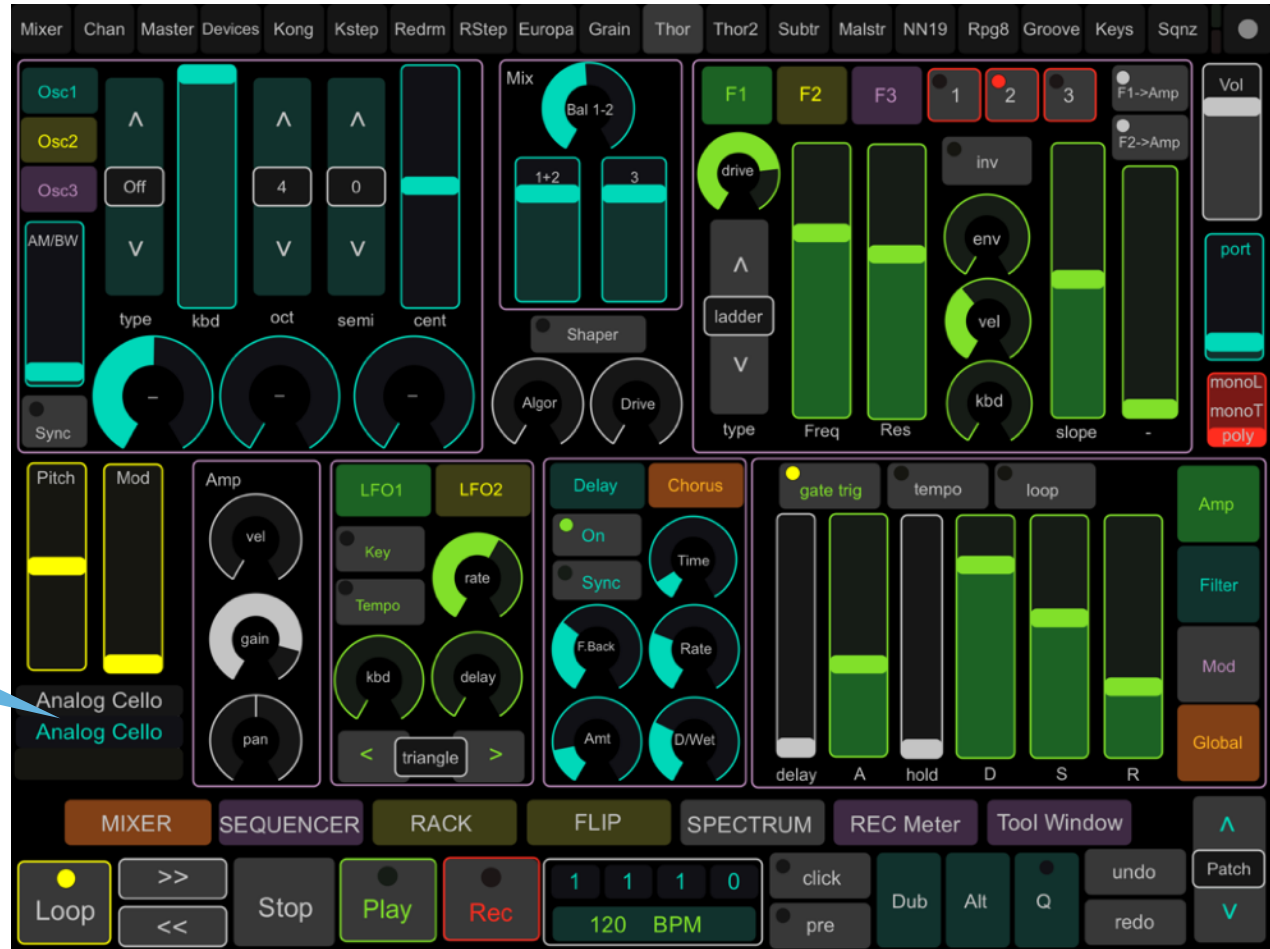 Mixer Chan Master Devices Kong Kstep Redrm RStep Europa Grain Thor Thor2 Subtr Malstr NN19 Rpg8 Groove Keys Sqnz
Osc1
Osc2
Osc3
AM/BW
Sync
Off
4
0
type kbd oct semi cent
–
–
–
Mix
Bal 1-2
1+2
3
Shaper
Algor
Drive
F1
F2
F3
1
2
3
F1->Amp
F2->Amp
drive
inv
env
ladder
vel
kbd
type Freq Res slope -
Vol
port
monoL
monoT
poly
Pitch
Mod
Analog Cello
Analog Cello
Amp
vel
gain
pan
LFO1
LFO2
Key
Tempo
rate
kbd
delay
< triangle >
Delay
Chorus
On
Sync
Time
F.Back
Rate
Amt
D/Wet
gate trig
tempo
loop
delay A hold D S R
Amp
Filter
Mod
Global
MIXER SEQUENCER RACK FLIP SPECTRUM REC Meter Tool Window
Loop
>>
<<
Stop
Play
Rec
1 1 1 0
120 BPM
click
pre
Dub
Alt
Q
undo
redo
Patch